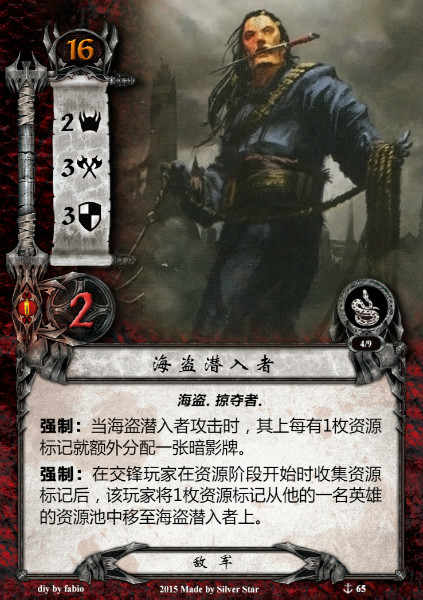 16
2
3
3
2
4/9
海盗潜入者
海盗. 掠夺者.
强制：当海盗潜入者攻击时，其上每有1枚资源
标记就额外分配一张暗影牌。
强制：在交锋玩家在资源阶段开始时收集资源
标记后，该玩家将1枚资源标记从他的一名英雄
的资源池中移至海盗潜入者上。
敌军
diy by fabio 2015 Made by Silver Star 65